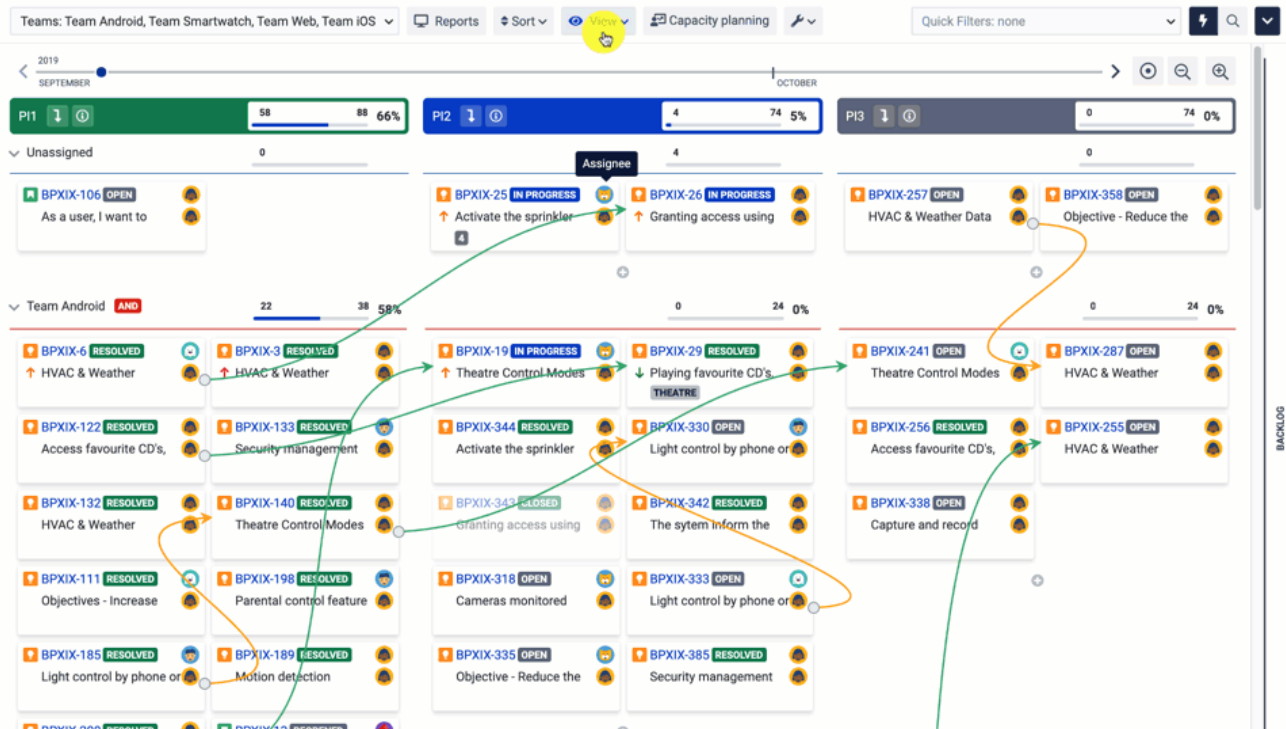 Teams: Team Android, Team Smartwatch, Team Web, Team iOS Reports Sort View Capacity planning Quick Filters: none
2019
SEPTEMBER OCTOBER
PI1 58 88 66% PI2 4 74 5% PI3 0 74 0%
Unassigned 0 4 0
Assignee
BPXIX-106 OPEN BPXIX-25 IN PROGRESS BPXIX-26 IN PROGRESS BPXIX-257 OPEN BPXIX-358 OPEN
As a user, I want to Activate the sprinkler Granting access using HVAC & Weather Data Objective - Reduce the
4
Team Android AND 22 38 58% 0 24 0% 0 24 0%
BPXIX-6 RESOLVED BPXIX-3 RESOLVED BPXIX-19 IN PROGRESS BPXIX-29 RESOLVED BPXIX-241 OPEN BPXIX-287 OPEN
HVAC & Weather HVAC & Weather Theatre Control Modes Playing favourite CD's, Theatre Control Modes HVAC & Weather
THEATRE
BPXIX-122 RESOLVED BPXIX-133 RESOLVED BPXIX-344 RESOLVED BPXIX-330 OPEN BPXIX-256 RESOLVED BPXIX-255 OPEN
Access favourite CD's, Security management Activate the sprinkler Light control by phone or Access favourite CD's, HVAC & Weather
BACKLOG
BPXIX-132 RESOLVED BPXIX-140 RESOLVED BPXIX-343 CLOSED BPXIX-342 RESOLVED BPXIX-338 OPEN
HVAC & Weather Theatre Control Modes Granting access using The sytem Inform the Capture and record
BPXIX-111 RESOLVED BPXIX-198 RESOLVED BPXIX-318 OPEN BPXIX-333 OPEN
Objectives - Increase Parental control feature Cameras monitored Light control by phone or
BPXIX-185 RESOLVED BPXIX-189 RESOLVED BPXIX-335 OPEN BPXIX-385 RESOLVED
Light control by phone or Motion detection Objective - Reduce the Security management